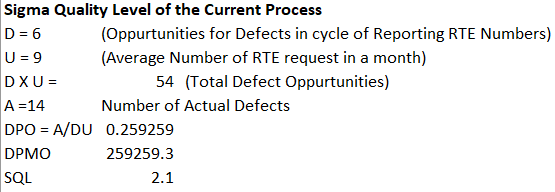 Sigma Quality Level of the Current Process
D = 6 (Oppurtunities for Defects in cycle of Reporting RTE Numbers)
U = 9 (Average Number of RTE request in a month)
D X U = 54 (Total Defect Oppurtunities)
A =14 Number of Actual Defects
DPO = A/DU 0.259259
DPMO 259259.3
SQL 2.1